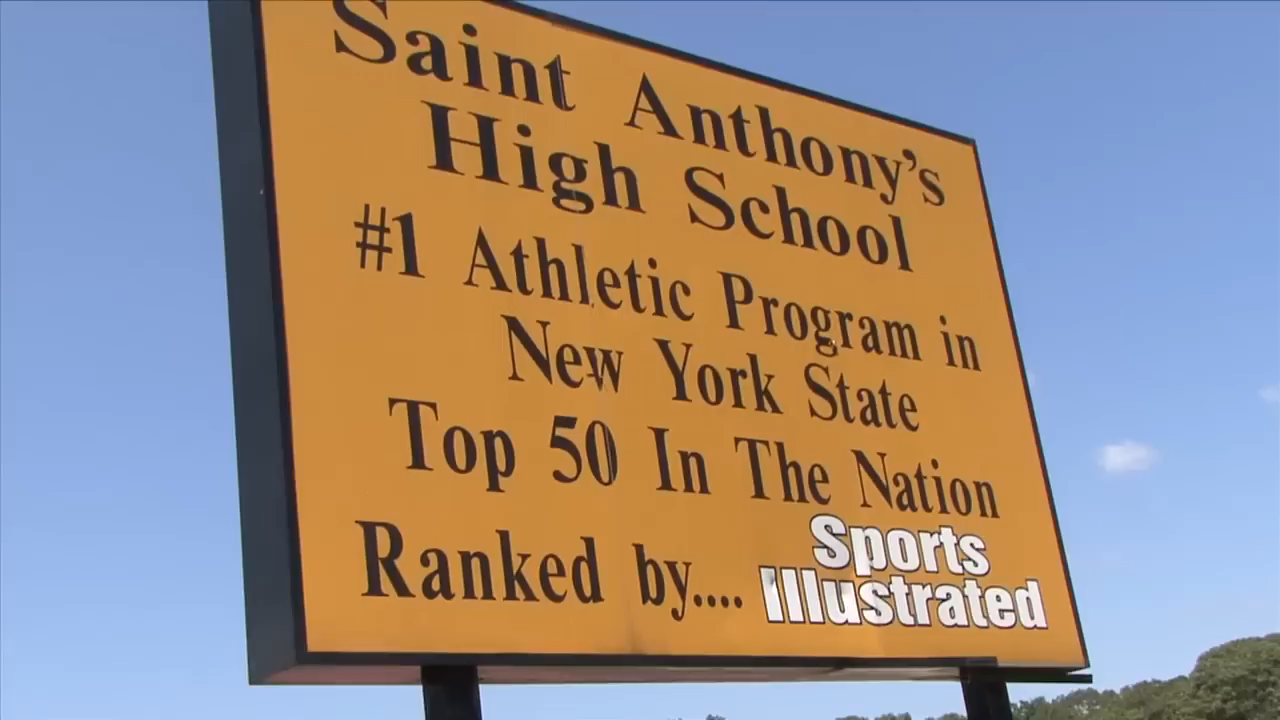 Saint Anthony's
High School
#1 Athletic Program in
New York State
Top 50 In The Nation
Ranked by.... Sports
Illustrated